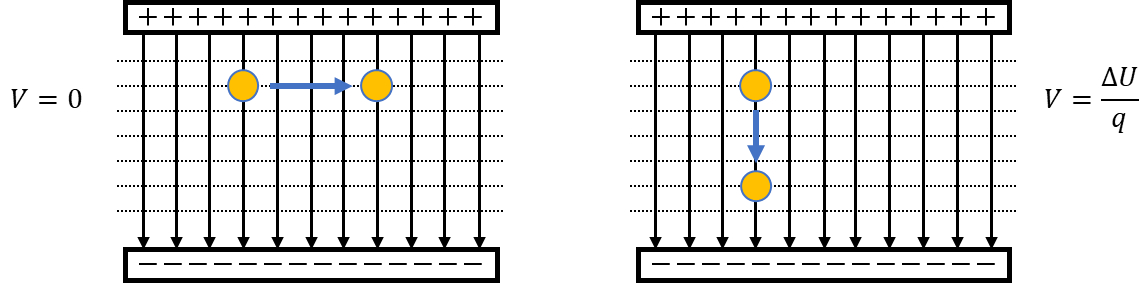 + + + + + + + + + + + + + + +
+ + + + + + + + + + + + + + +
V = 0
V = ΔU/q
— — — — — — — — — — — — — — —
— — — — — — — — — — — — — — —